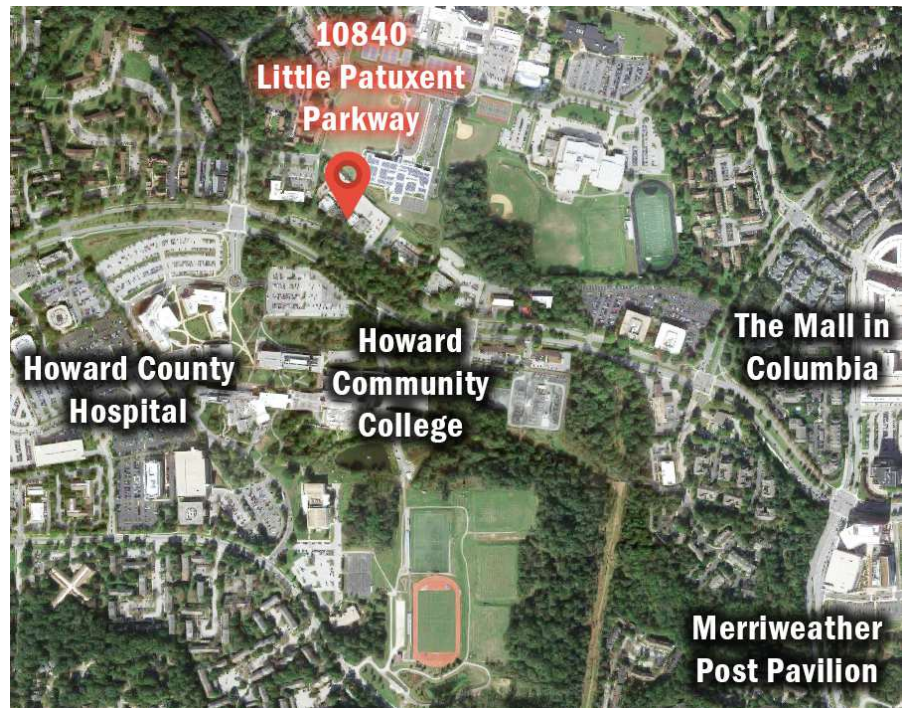 10840
Little Patuxent
Parkway
The Mall in
Columbia
Howard
Community
College
Howard County
Hospital
Merriweather
Post Pavilion